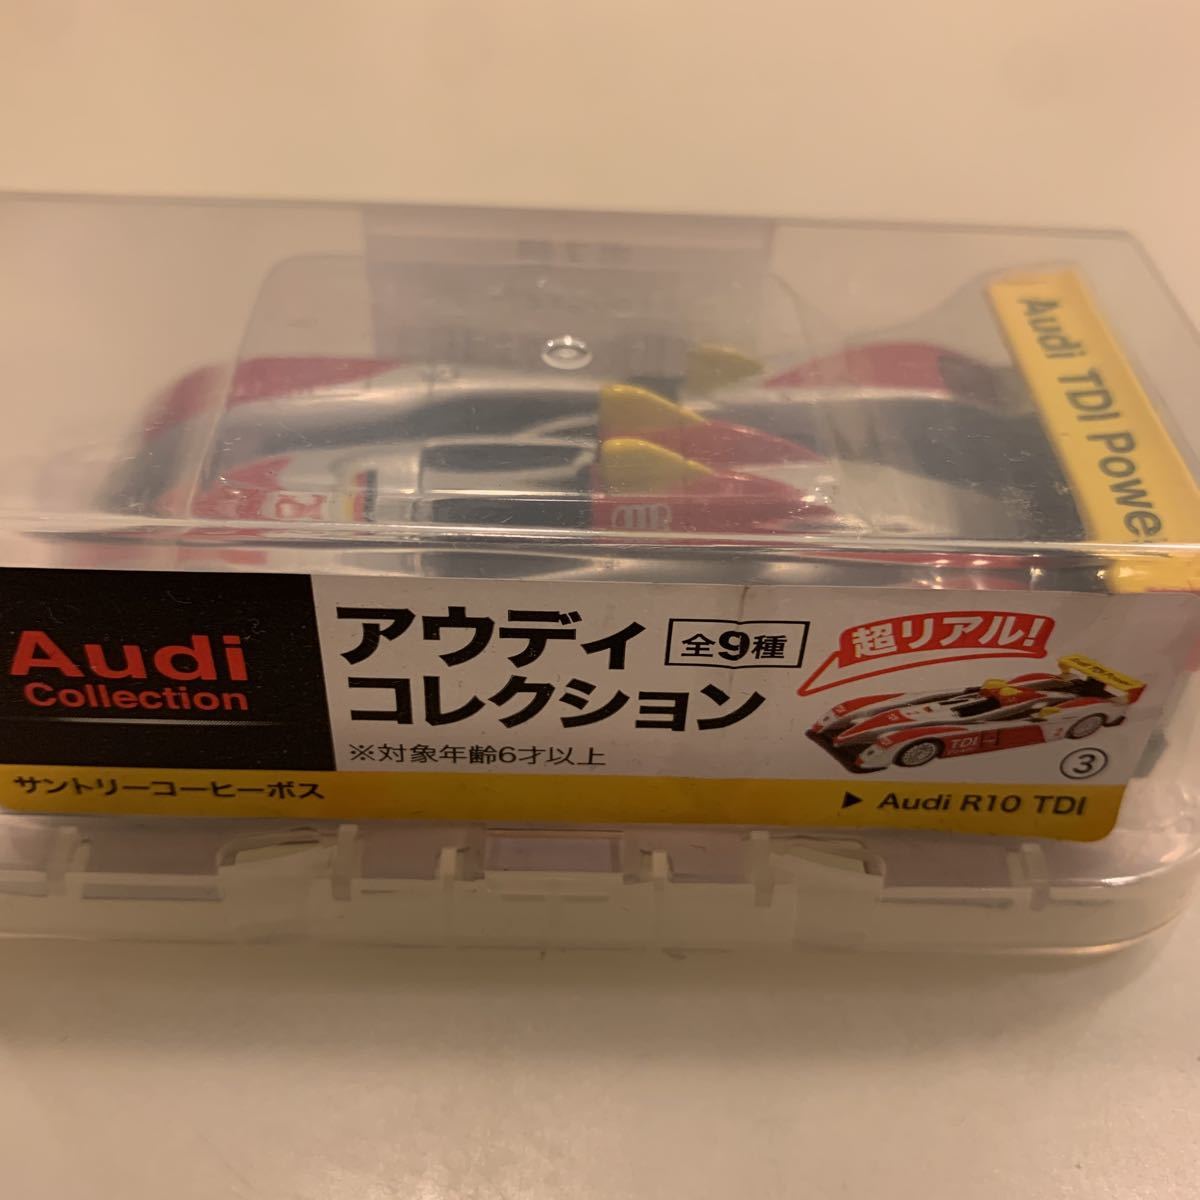 Audi TDI Power
Audi
Collection
アウディ
コレクション
全9種
※対象年齢6才以上
超リアル!
TDI
③
サントリーコーヒーボス
▶ Audi R10 TDI